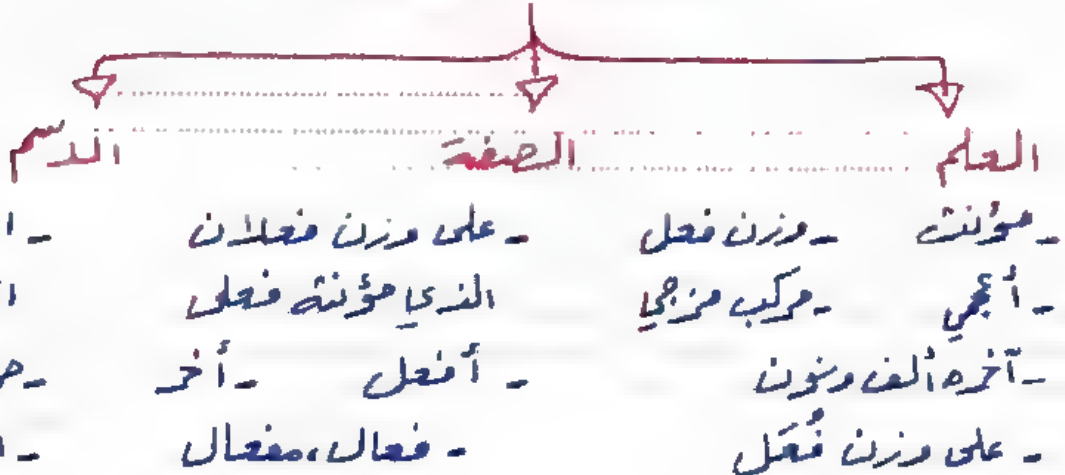 العلم الصفة الاسم
- مؤنث - وزن فعل - على وزن فعلان
- أعجمي - مركب مزجي الذي مؤنثه فعلى
- آخره ألف ونون - أفعل - أخر
- على وزن فُعَل - فعال، مفعال